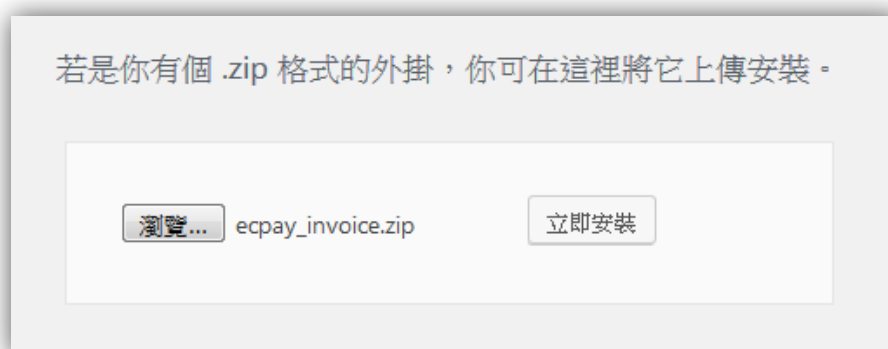 若是你有個 .zip 格式的外掛，你可在這裡將它上傳安裝。
瀏覽... ecpay_invoice.zip 立即安裝